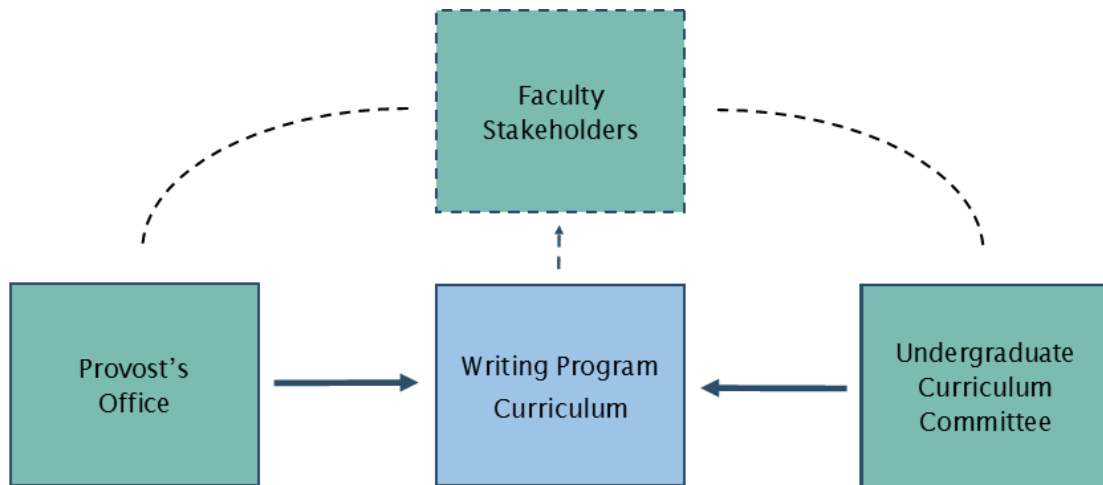 Faculty
Stakeholders
Provost’s
Office
Writing Program
Curriculum
Undergraduate
Curriculum
Committee